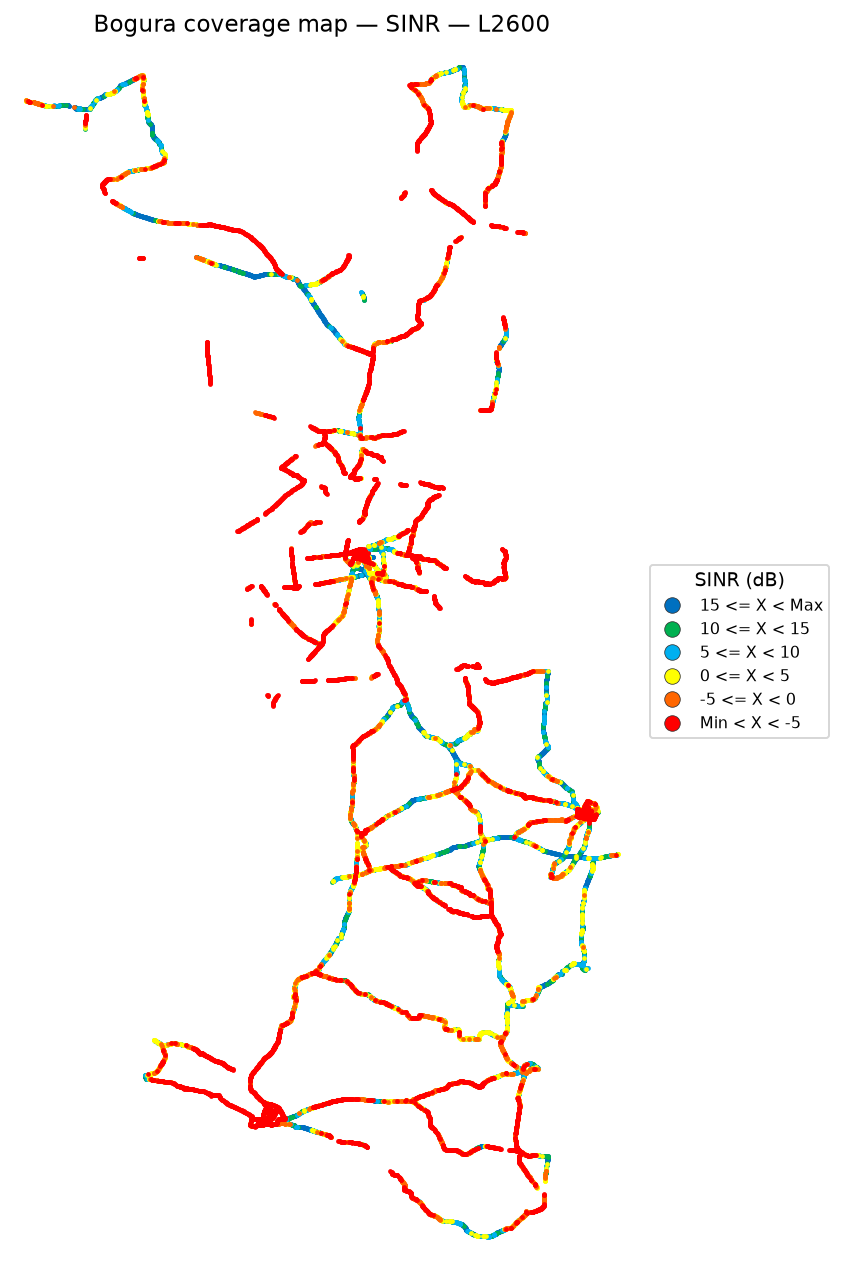 Bogura coverage map — SINR — L2600
SINR (dB)
15 <= X < Max
10 <= X < 15
5 <= X < 10
0 <= X < 5
-5 <= X < 0
Min < X < -5